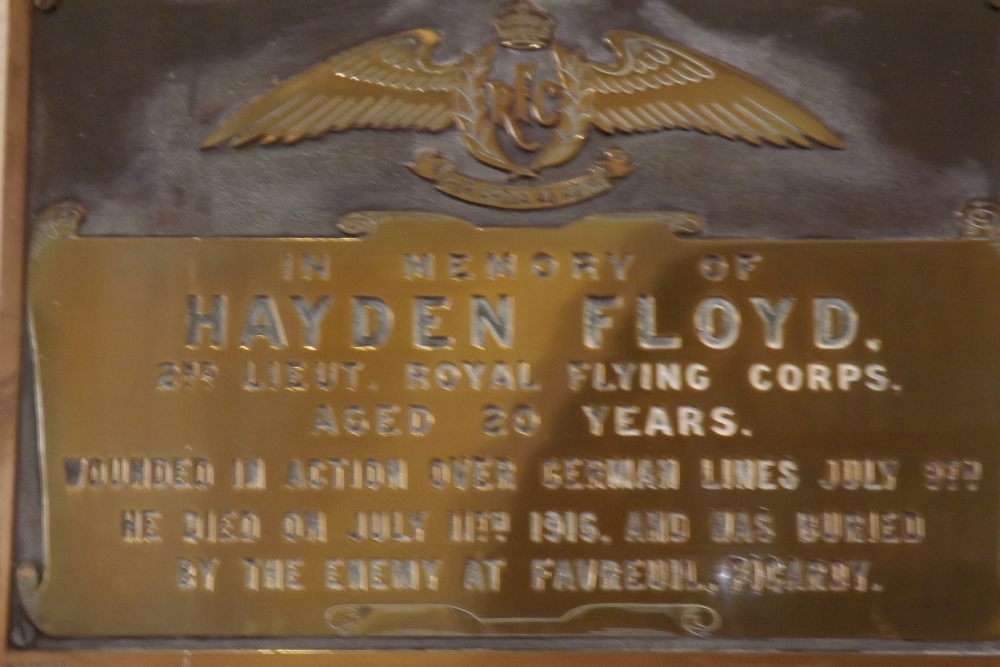 RFC
IN MEMORY OF
HAYDEN FLOYD.
2ND LIEUT. ROYAL FLYING CORPS.
AGED 20 YEARS.
WOUNDED IN ACTION OVER GERMAN LINES JULY 9TH
HE DIED ON JULY 11TH 1916. AND WAS BURIED
BY THE ENEMY AT FAVREUIL, PICARDY.